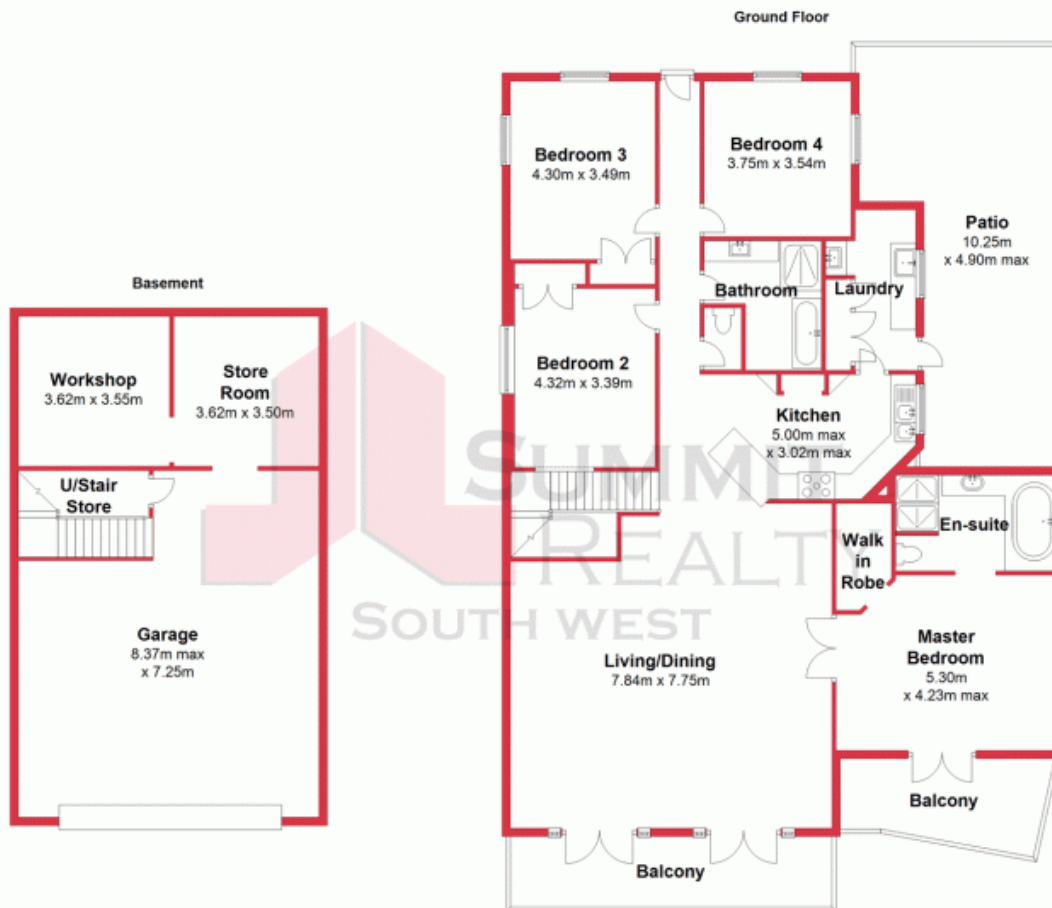 Ground Floor
Bedroom 3
4.30m x 3.49m
Bedroom 4
3.75m x 3.54m
Patio
10.25m
x 4.90m max
Bathroom
Laundry
Basement
Workshop
3.62m x 3.55m
Store
Room
3.62m x 3.50m
Bedroom 2
4.32m x 3.39m
Kitchen
5.00m max
x 3.02m max
U/Stair
Store
En-suite
Walk
in
Robe
SUMMIT
REALTY
SOUTH WEST
Garage
8.37m max
x 7.25m
Living/Dining
7.84m x 7.75m
Master
Bedroom
5.30m
x 4.23m max
Balcony
Balcony